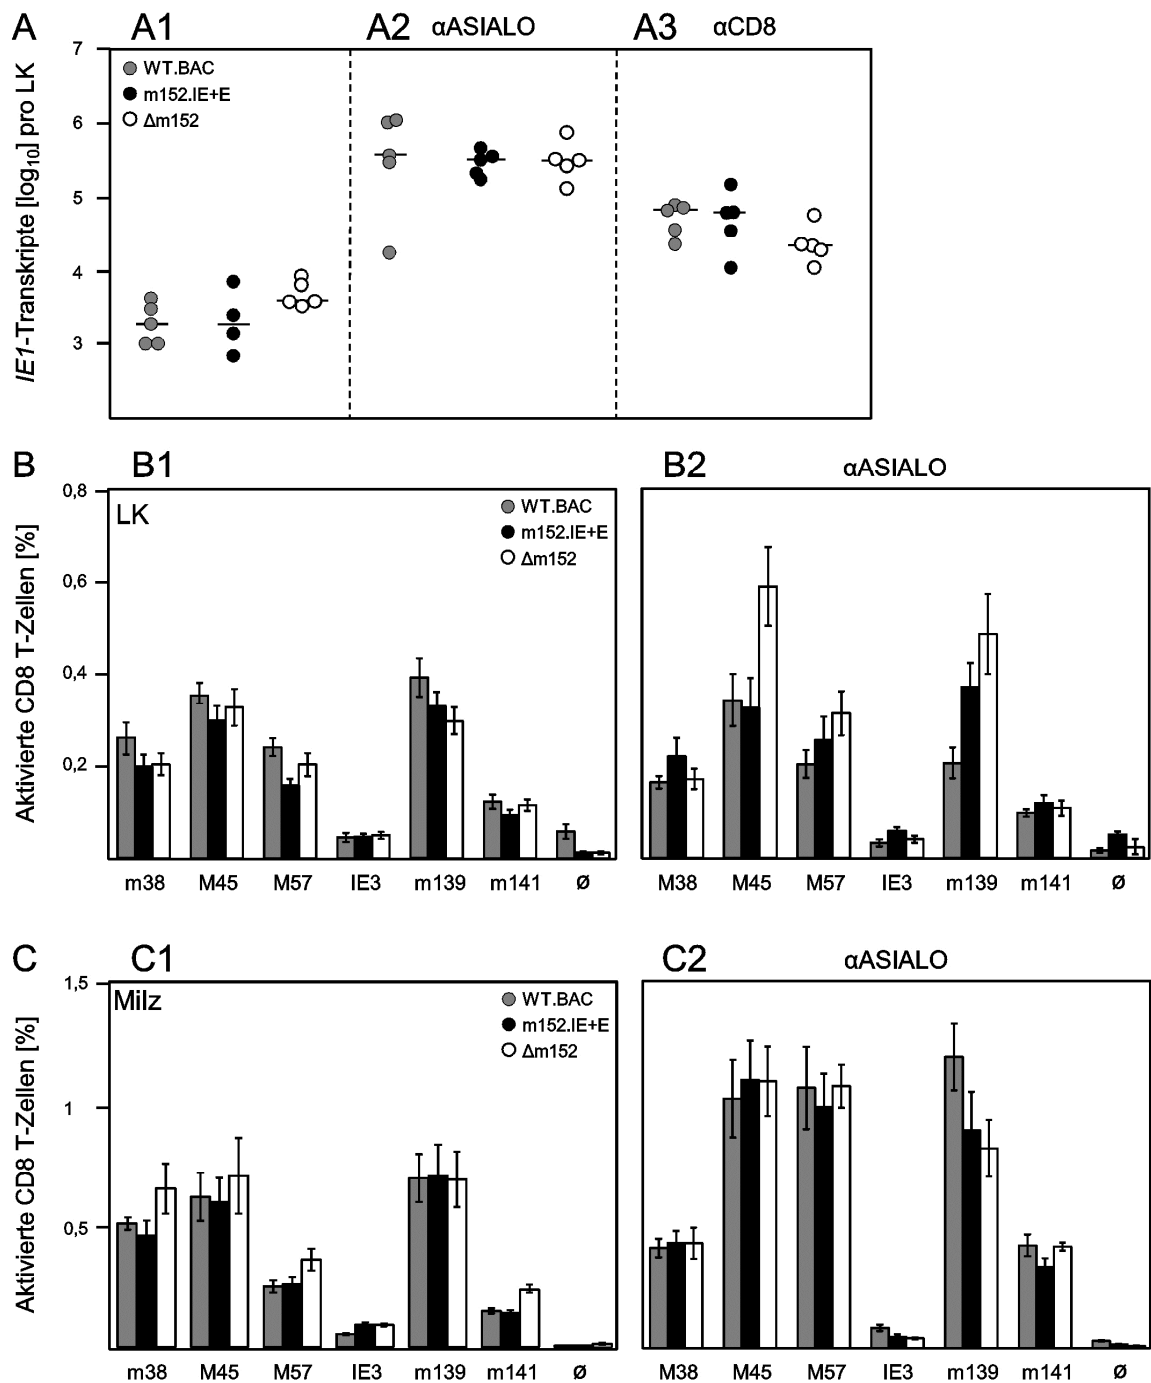 A A1 A2 αASIALO A3 αCD8
IE1-Transkripte [log10] pro LK
7
6
5
4
3
WT.BAC
m152.IE+E
Δm152
B B1 B2 αASIALO
Aktivierte CD8 T-Zellen [%]
0,8
0,6
0,4
0,2
LK
WT.BAC
m152.IE+E
Δm152
m38 M45 M57 IE3 m139 m141 ø
M38 M45 M57 IE3 m139 m141 ø
C C1 C2 αASIALO
Aktivierte CD8 T-Zellen [%]
1,5
1
0,5
Milz
WT.BAC
m152.IE+E
Δm152
m38 M45 M57 IE3 m139 m141 ø
M38 M45 M57 IE3 m139 m141 ø